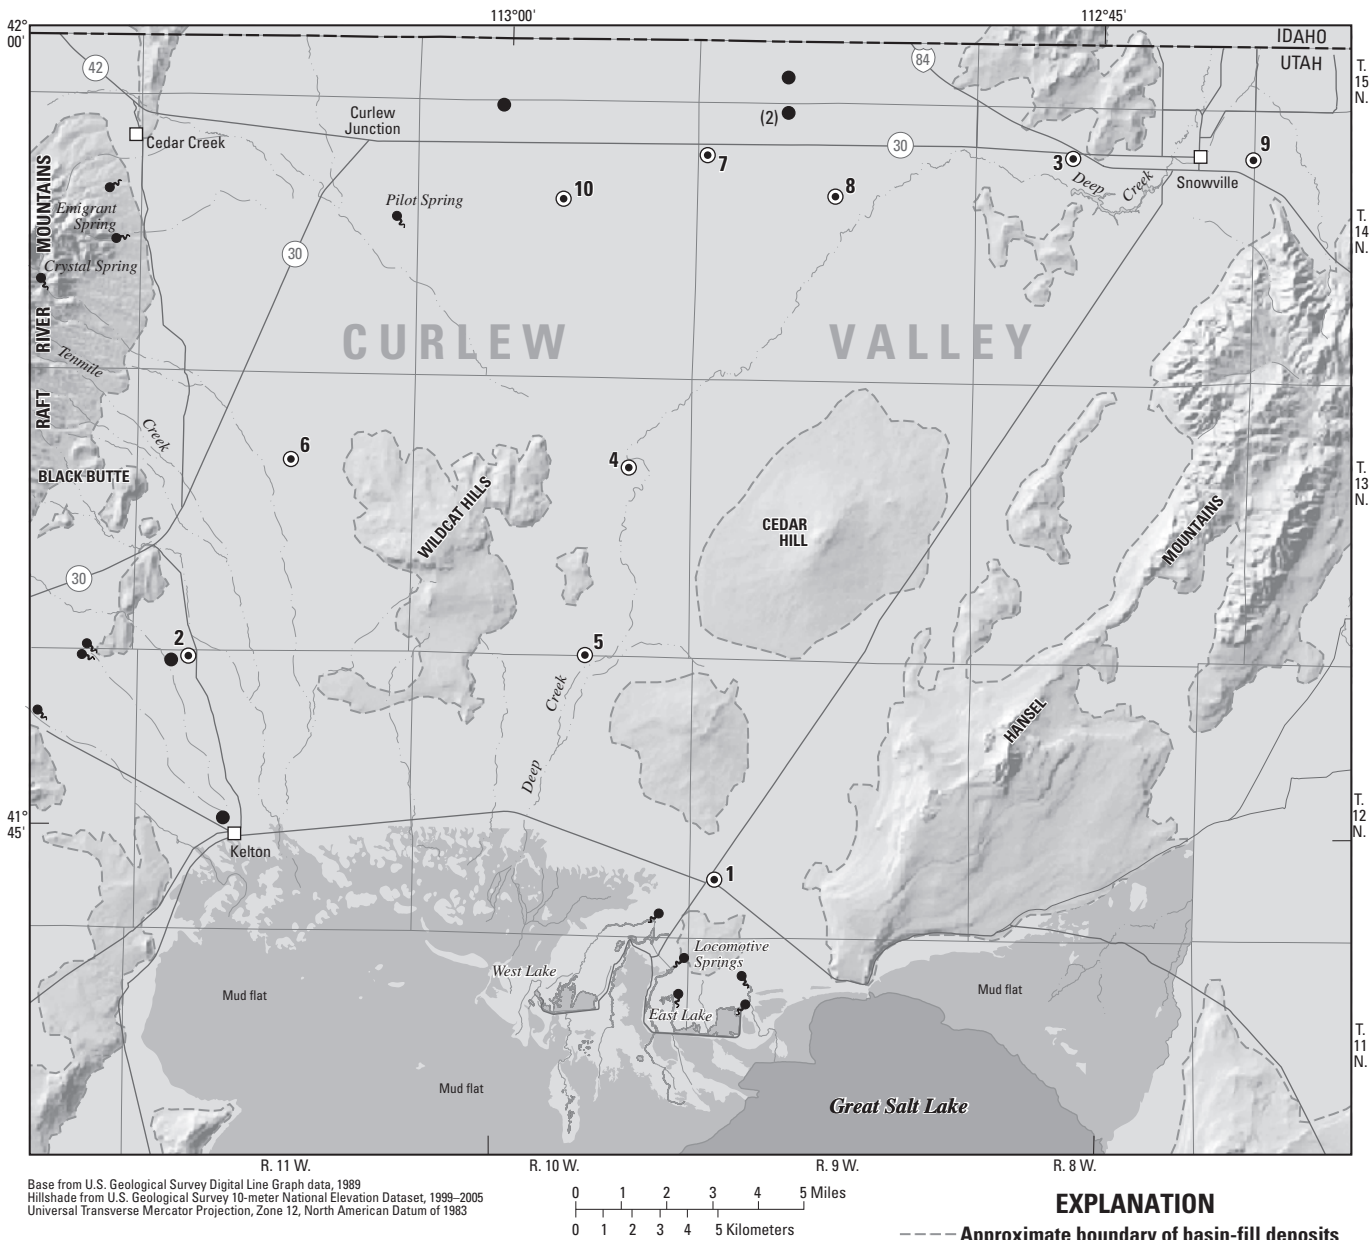 113°00'
112°45'
42°
00'
IDAHO
UTAH
42
84
T.
15
N.
(2)
Curlew
Junction
Cedar Creek
30
7
3
9
Snowville
Deep
Creek
10
8
Pilot Spring
Emigrant
Spring
Crystal Spring
30
T.
14
N.
RAFT RIVER MOUNTAINS
CURLEW VALLEY
Tenmile
Creek
6
4
BLACK BUTTE
WILDCAT HILLS
CEDAR
HILL
MOUNTAINS
T.
13
N.
30
2
5
Creek
Deep
HANSEL
41°
45'
T.
12
N.
Kelton
1
Locomotive
Springs
West Lake
East Lake
Mud flat
Mud flat
Mud flat
T.
11
N.
Great Salt Lake
R. 11 W.
R. 10 W.
R. 9 W.
R. 8 W.
Base from U.S. Geological Survey Digital Line Graph data, 1989
Hillshade from U.S. Geological Survey 10-meter National Elevation Dataset, 1999–2005
Universal Transverse Mercator Projection, Zone 12, North American Datum of 1983
0 1 2 3 4 5 Miles
0 1 2 3 4 5 Kilometers
EXPLANATION
Approximate boundary of basin-fill deposits